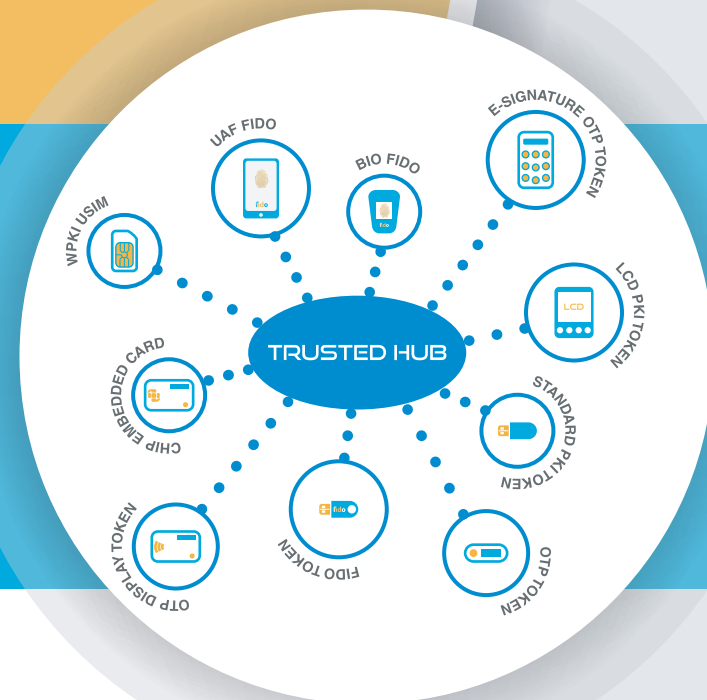 E-SIGNATURE OTP TOKEN
UAF FIDO
fido
BIO FIDO
fido
WPKI USIM
LCD PKI TOKEN
LCD
TRUSTED HUB
CHIP EMBEDDED CARD
STANDARD PKI TOKEN
OTP DISPLAY TOKEN
FIDO TOKEN
fido
OTP TOKEN